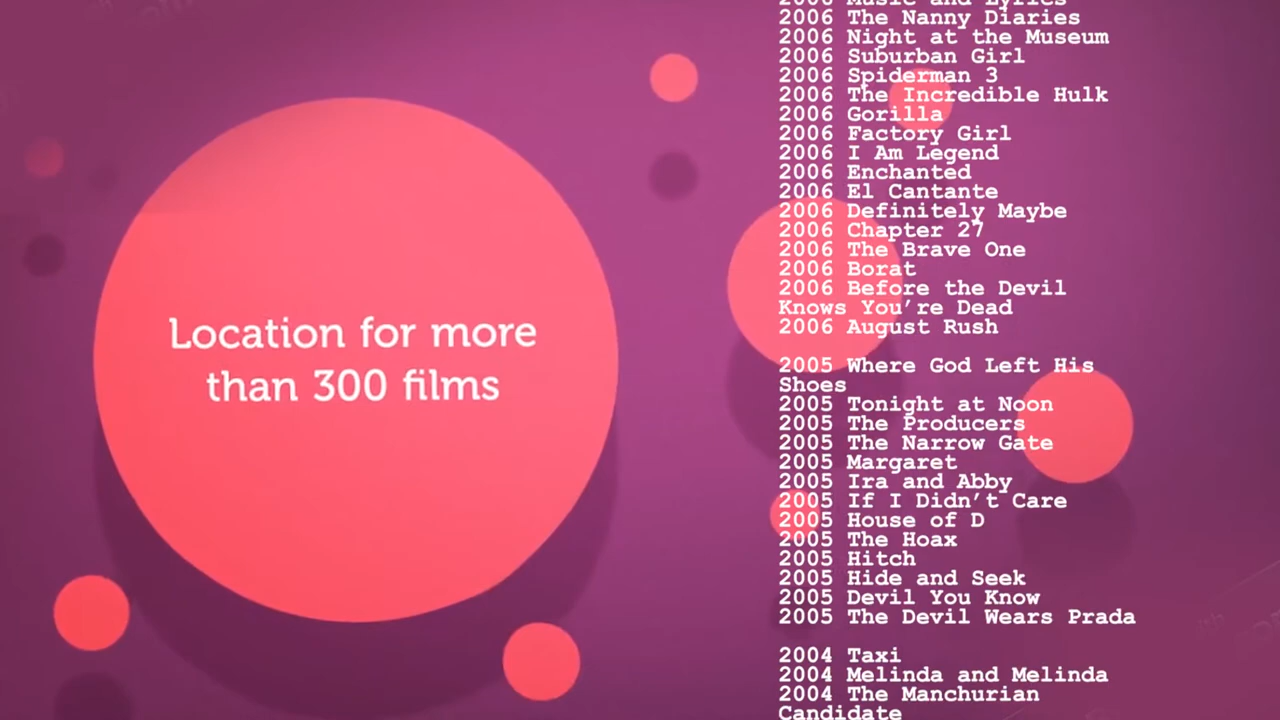 Location for more
than 300 films
2006 Music and Lyrics
2006 The Nanny Diaries
2006 Night at the Museum
2006 Suburban Girl
2006 Spiderman 3
2006 The Incredible Hulk
2006 Gorilla
2006 Factory Girl
2006 I Am Legend
2006 Enchanted
2006 El Cantante
2006 Definitely Maybe
2006 Chapter 27
2006 The Brave One
2006 Borat
2006 Before the Devil
Knows You’re Dead
2006 August Rush
2005 Where God Left His
Shoes
2005 Tonight at Noon
2005 The Producers
2005 The Narrow Gate
2005 Margaret
2005 Ira and Abby
2005 If I Didn’t Care
2005 House of D
2005 The Hoax
2005 Hitch
2005 Hide and Seek
2005 Devil You Know
2005 The Devil Wears Prada
2004 Taxi
2004 Melinda and Melinda
2004 The Manchurian
Candidate